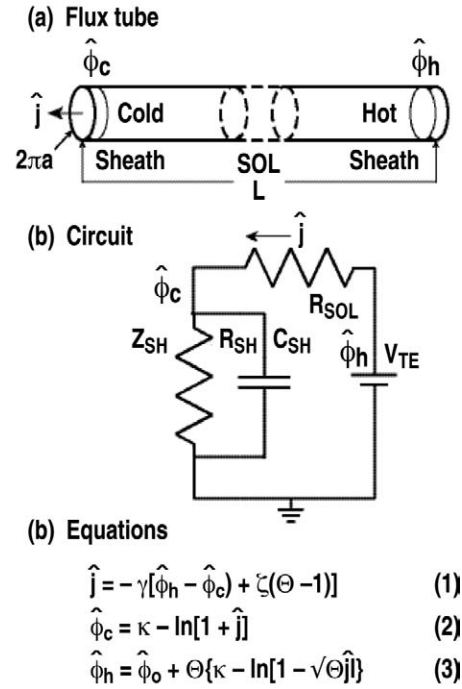 (a) Flux tube
ϕ̂c ϕ̂h
ĵ Cold Hot
2πa Sheath SOL Sheath
L
(b) Circuit
ĵ
ϕ̂c RSOL
ZSH RSH CSH ϕ̂h VTE
(b) Equations
ĵ = – γ[ϕ̂h – ϕ̂c) + ζ(Θ –1)] (1)
ϕ̂c = κ – ln[1 + ĵ] (2)
ϕ̂h = ϕ̂o + Θ{κ – ln[1 – √Θĵl} (3)